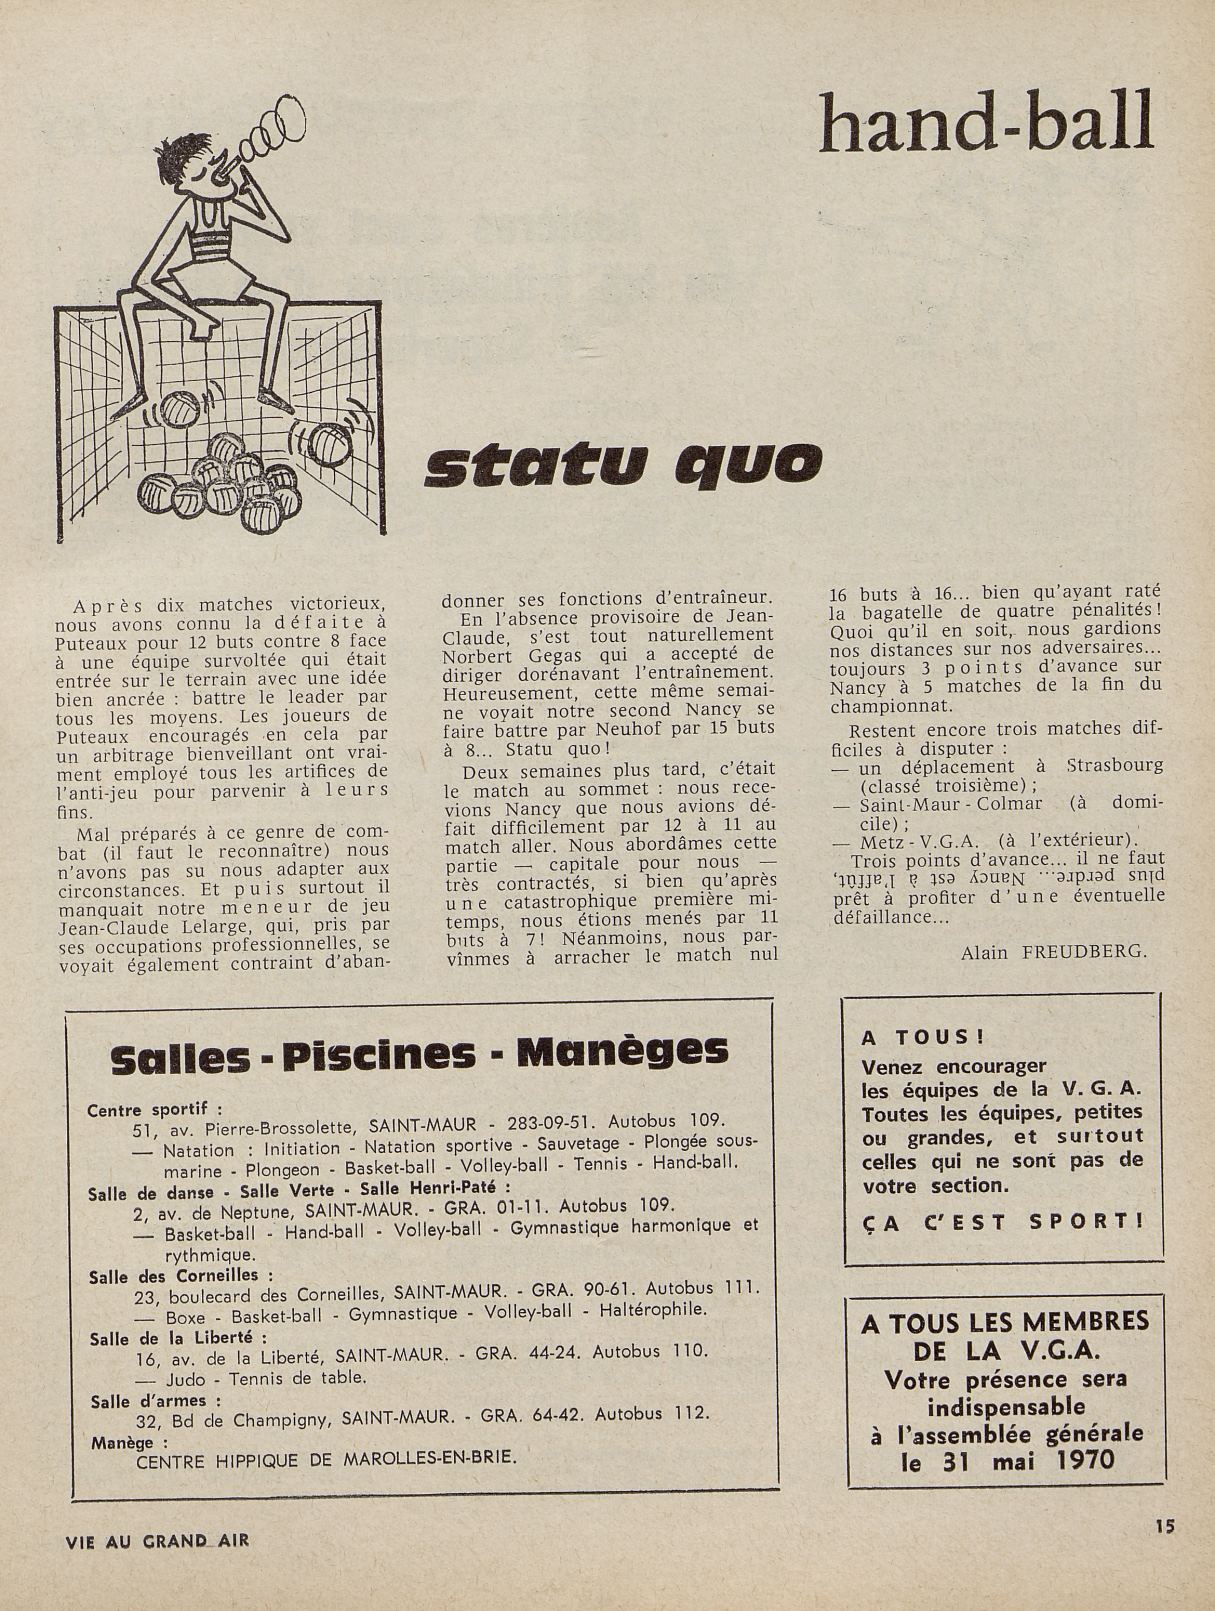 hand-ball
statu quo
Après dix matches victorieux,
nous avons connu la défaite à
Puteaux pour 12 buts contre 8 face
à une équipe survoltée qui était
entrée sur le terrain avec une idée
bien ancrée : battre le leader par
tous les moyens. Les joueurs de
Puteaux encouragés en cela par
un arbitrage bienveillant ont vrai-
ment employé tous les artifices de
l'anti-jeu pour parvenir à leurs
fins.
Mal préparés à ce genre de com-
bat (il faut le reconnaître) nous
n'avons pas su nous adapter aux
circonstances. Et puis surtout il
manquait notre meneur de jeu
Jean-Claude Lelarge, qui, pris par
ses occupations professionnelles, se
voyait également contraint d'aban-
donner ses fonctions d'entraîneur.
En l'absence provisoire de Jean-
Claude, s'est tout naturellement
Norbert Gegas qui a accepté de
diriger dorénavant l'entraînement.
Heureusement, cette même semai-
ne voyait notre second Nancy se
faire battre par Neuhof par 15 buts
à 8... Statu quo!
Deux semaines plus tard, c'était
le match au sommet : nous rece-
vions Nancy que nous avions dé-
fait difficilement par 12 à 11 au
match aller. Nous abordâmes cette
partie — capitale pour nous —
très contractés, si bien qu'après
une catastrophique première mi-
temps, nous étions menés par 11
buts à 7! Néanmoins, nous par-
vînmes à arracher le match nul
16 buts à 16... bien qu'ayant raté
la bagatelle de quatre pénalités!
Quoi qu'il en soit, nous gardions
nos distances sur nos adversaires...
toujours 3 points d'avance sur
Nancy à 5 matches de la fin du
championnat.
Restent encore trois matches dif-
ficiles à disputer :
— un déplacement à Strasbourg
(classé troisième) ;
— Saint-Maur - Colmar (à domi-
cile) ;
— Metz - V.G.A. (à l'extérieur).
Trois points d'avance... il ne faut
plus perdre... Nancy est à l'affût,
prêt à profiter d'une éventuelle
défaillance...
Alain FREUDBERG.
Salles - Piscines - Manèges
Centre sportif :
51, av. Pierre-Brossolette, SAINT-MAUR - 283-09-51. Autobus 109.
— Natation : Initiation - Natation sportive - Sauvetage - Plongée sous-
marine - Plongeon - Basket-ball - Volley-ball - Tennis - Hand-ball.
Salle de danse - Salle Verte - Salle Henri-Paté :
2, av. de Neptune, SAINT-MAUR. - GRA. 01-11. Autobus 109.
— Basket-ball - Hand-ball - Volley-ball - Gymnastique harmonique et
rythmique.
Salle des Corneilles :
23, boulecard des Corneilles, SAINT-MAUR. - GRA. 90-61. Autobus 111.
— Boxe - Basket-ball - Gymnastique - Volley-ball - Haltérophile.
Salle de la Liberté :
16, av. de la Liberté, SAINT-MAUR. - GRA. 44-24. Autobus 110.
— Judo - Tennis de table.
Salle d'armes :
32, Bd de Champigny, SAINT-MAUR. - GRA. 64-42. Autobus 112.
Manège :
CENTRE HIPPIQUE DE MAROLLES-EN-BRIE.
A TOUS!
Venez encourager
les équipes de la V. G. A.
Toutes les équipes, petites
ou grandes, et surtout
celles qui ne sont pas de
votre section.
ÇA C'EST SPORT!
A TOUS LES MEMBRES
DE LA V.G.A.
Votre présence sera
indispensable
à l'assemblée générale
le 31 mai 1970
VIE AU GRAND AIR
15